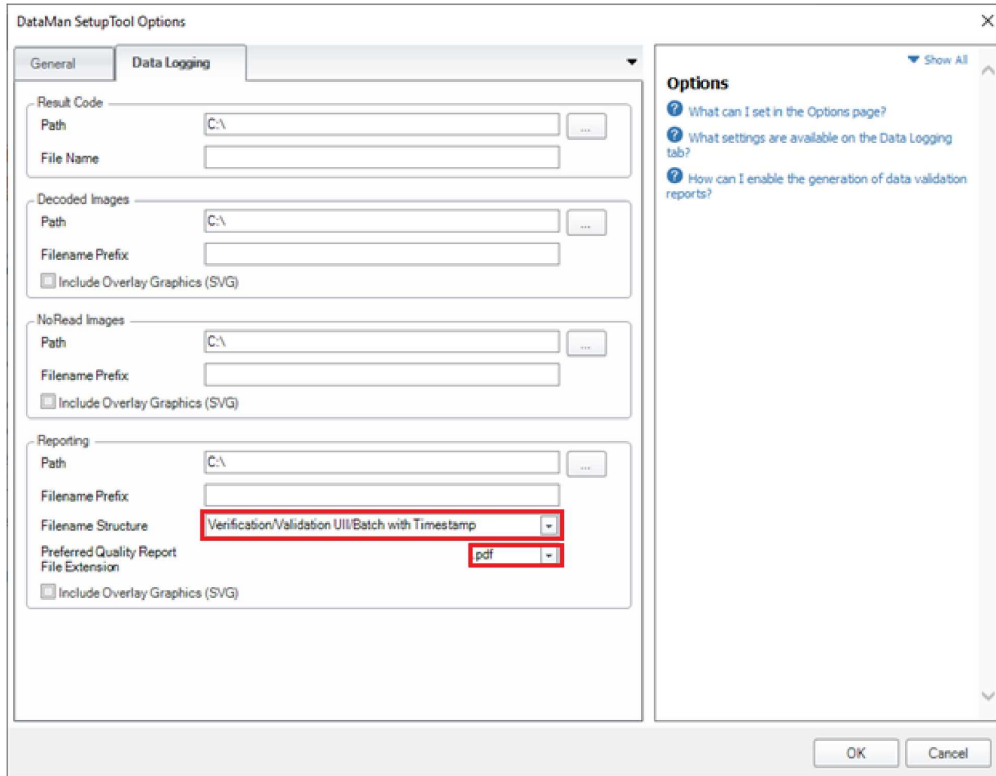 DataMan SetupTool Options
General
Data Logging
Show All
Options
What can I set in the Options page?
What settings are available on the Data Logging
tab?
How can I enable the generation of data validation
reports?
Result Code
Path
C:\
...
File Name
Decoded Images
Path
C:\
...
Filename Prefix
Include Overlay Graphics (SVG)
NoRead Images
Path
C:\
...
Filename Prefix
Include Overlay Graphics (SVG)
Reporting
Path
C:\
...
Filename Prefix
Filename Structure
Verification/Validation UII/Batch with Timestamp
Preferred Quality Report
File Extension
.pdf
Include Overlay Graphics (SVG)
OK
Cancel